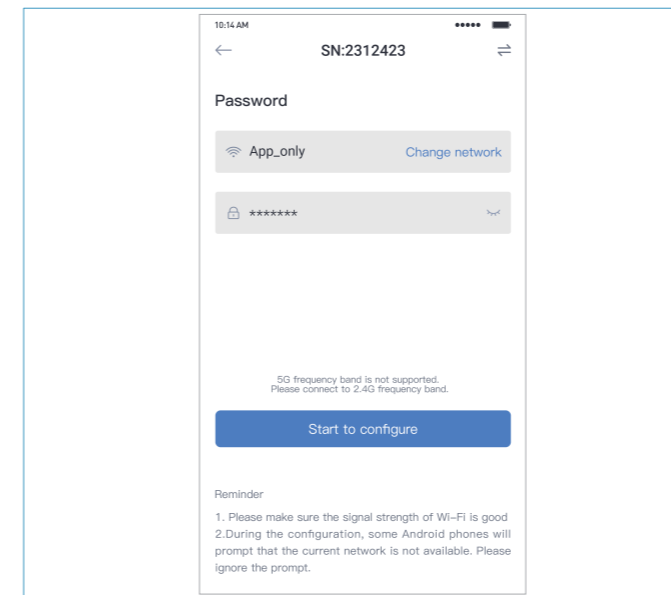 10:14 AM
SN:2312423
Password
App_only Change network
*******
5G frequency band is not supported.
Please connect to 2.4G frequency band.
Start to configure
Reminder
1. Please make sure the signal strength of Wi-Fi is good
2.During the configuration, some Android phones will
prompt that the current network is not available. Please
ignore the prompt.